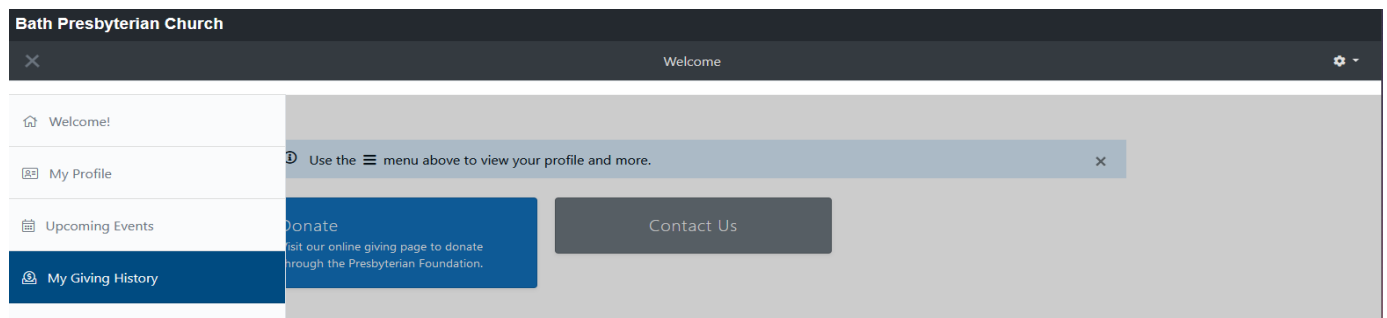 Bath Presbyterian Church
Welcome
Welcome!
My Profile
Upcoming Events
My Giving History
Use the ☰ menu above to view your profile and more.
Donate
Visit our online giving page to donate
through the Presbyterian Foundation.
Contact Us